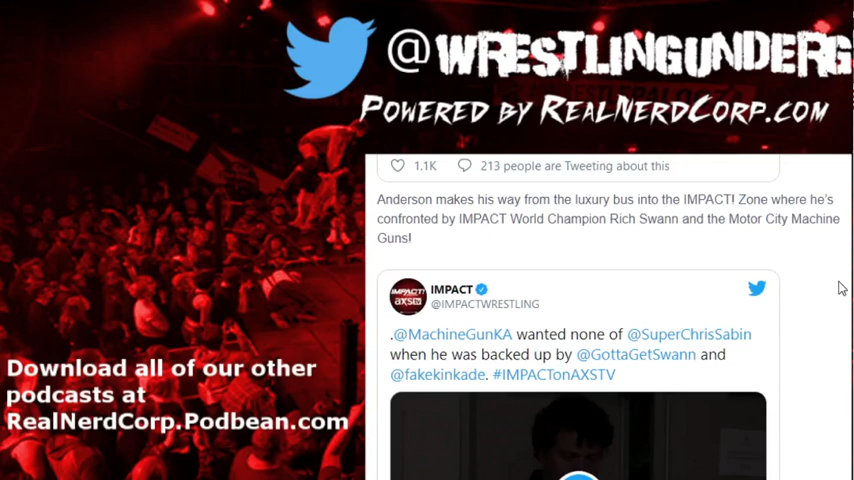 @WRESTLINGUNDERG
POWERED BY REALNERDCORP.COM
1.1K 213 people are Tweeting about this
Anderson makes his way from the luxury bus into the IMPACT! Zone where he's
confronted by IMPACT World Champion Rich Swann and the Motor City Machine
Guns!
IMPACT
@IMPACTWRESTLING
.@MachineGunKA wanted none of @SuperChrisSabin
when he was backed up by @GottaGetSwann and
@fakekinkade. #IMPACTonAXSTV
Download all of our other
podcasts at
RealNerdCorp.Podbean.com